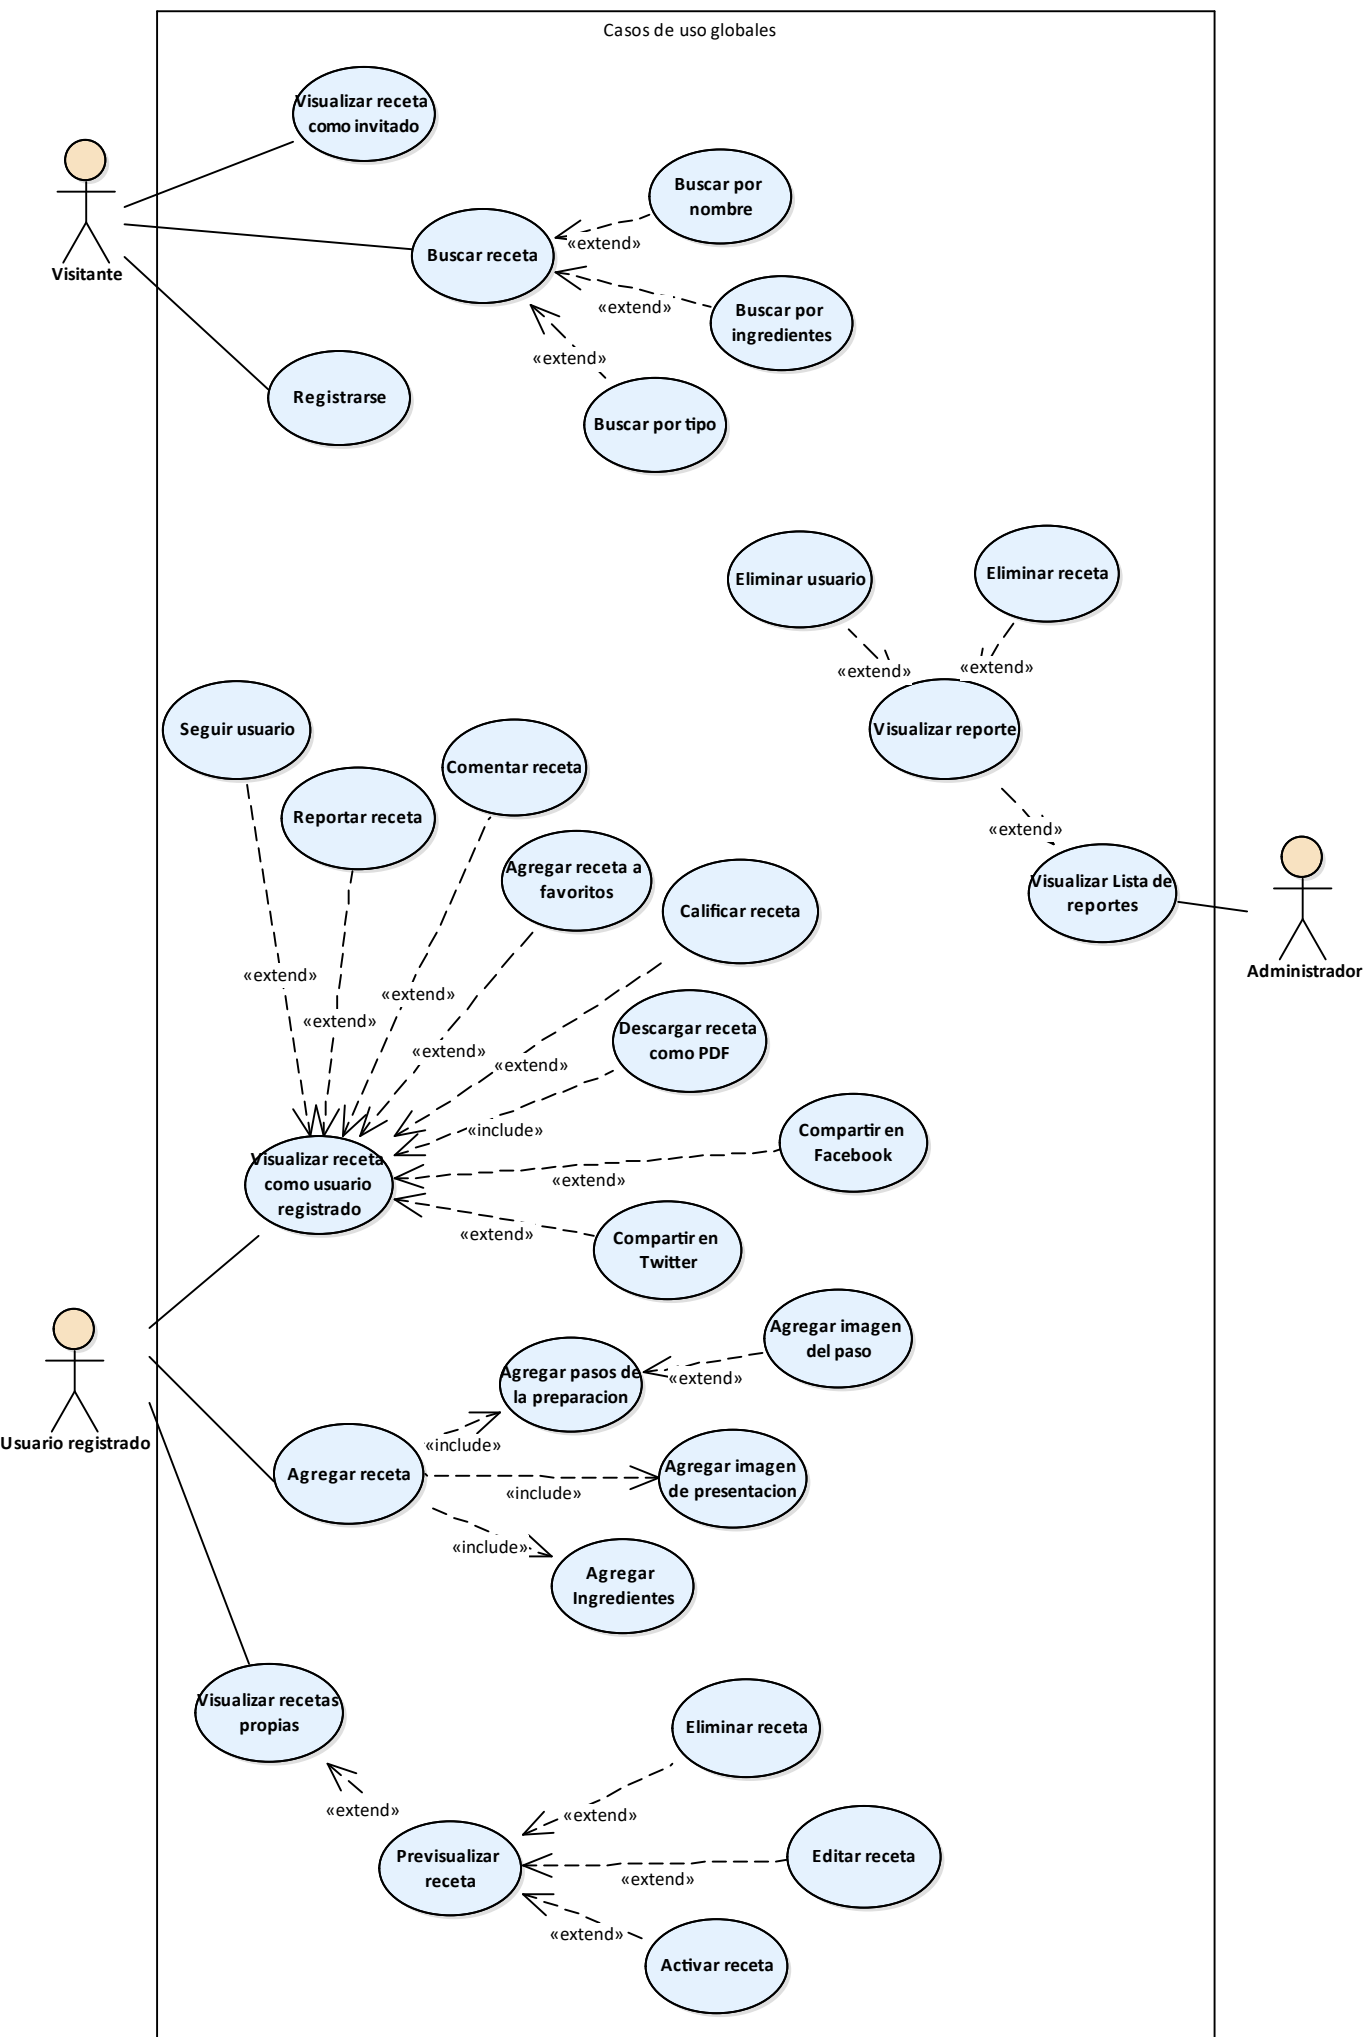 Casos de uso globales
Visualizar receta
como invitado
Visitante
Buscar por
nombre
Buscar receta
«extend»
«extend»
Buscar por
ingredientes
«extend»
Registrarse
Buscar por tipo
Eliminar usuario
Eliminar receta
«extend»
«extend»
Visualizar reporte
Seguir usuario
Comentar receta
Reportar receta
«extend»
Agregar receta a
favoritos
Visualizar Lista de
reportes
Calificar receta
Administrador
«extend»
«extend»
«extend»
Descargar receta
como PDF
«extend»
«extend»
«include»
Compartir en
Facebook
Visualizar receta
como usuario
registrado
«extend»
«extend»
Compartir en
Twitter
Agregar imagen
del paso
Agregar pasos de
la preparacion
«extend»
Usuario registrado
«include»
Agregar receta
Agregar imagen
de presentacion
«include»
«include»
Agregar
Ingredientes
Visualizar recetas
propias
Eliminar receta
«extend»
«extend»
Previsualizar
receta
Editar receta
«extend»
«extend»
Activar receta